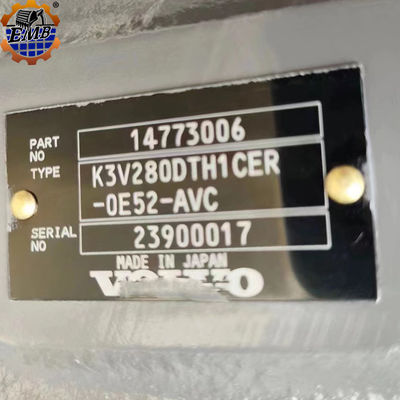 EMB
PART
NO
14773006
TYPE
K3V280DTH1CER
-0E52-AVC
SERIAL
NO
23900017
MADE IN JAPAN
VOLVO